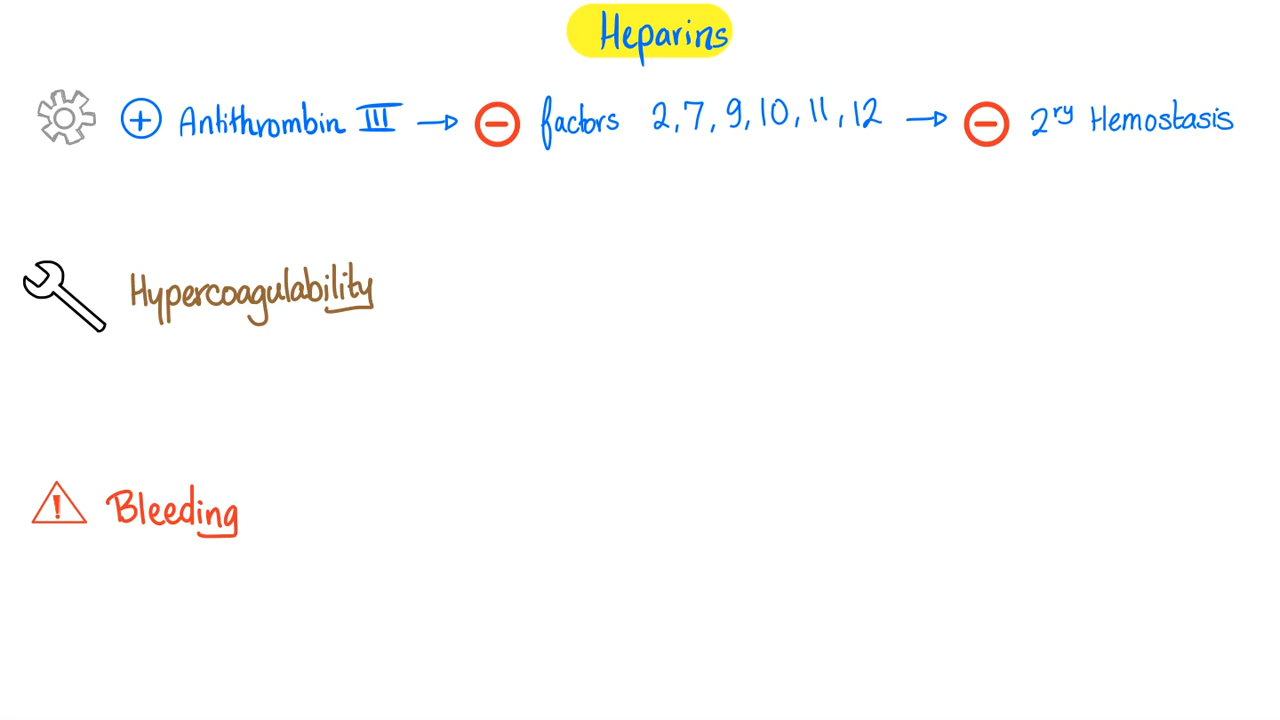 Heparins
+ Antithrombin III → - factors 2, 7, 9, 10, 11, 12 → - 2ry Hemostasis
Hypercoagulability
! Bleeding